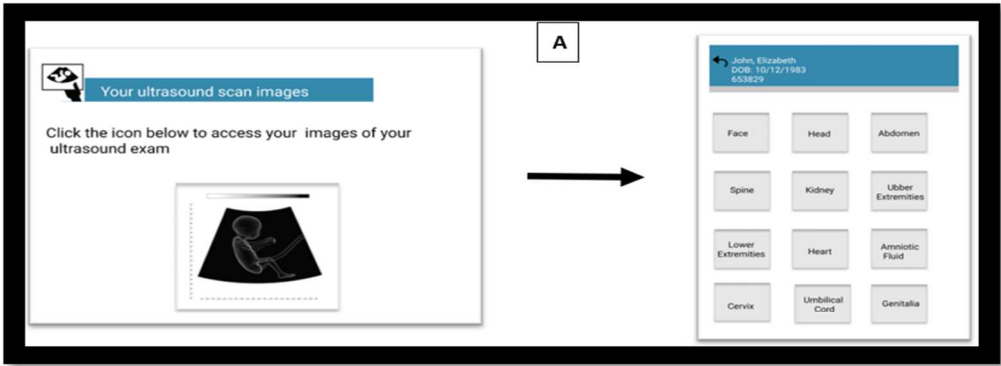 A
Your ultrasound scan images
Click the icon below to access your images of your
ultrasound exam
John, Elizabeth
DOB: 10/12/1983
653829
Face
Head
Abdomen
Spine
Kidney
Ubber
Extremities
Lower
Extremities
Heart
Amniotic
Fluid
Cervix
Umbilical
Cord
Genitalia